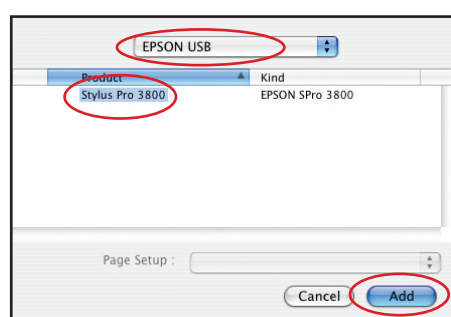 EPSON USB
Product Kind
Stylus Pro 3800 EPSON SPro 3800
Page Setup :
Cancel Add